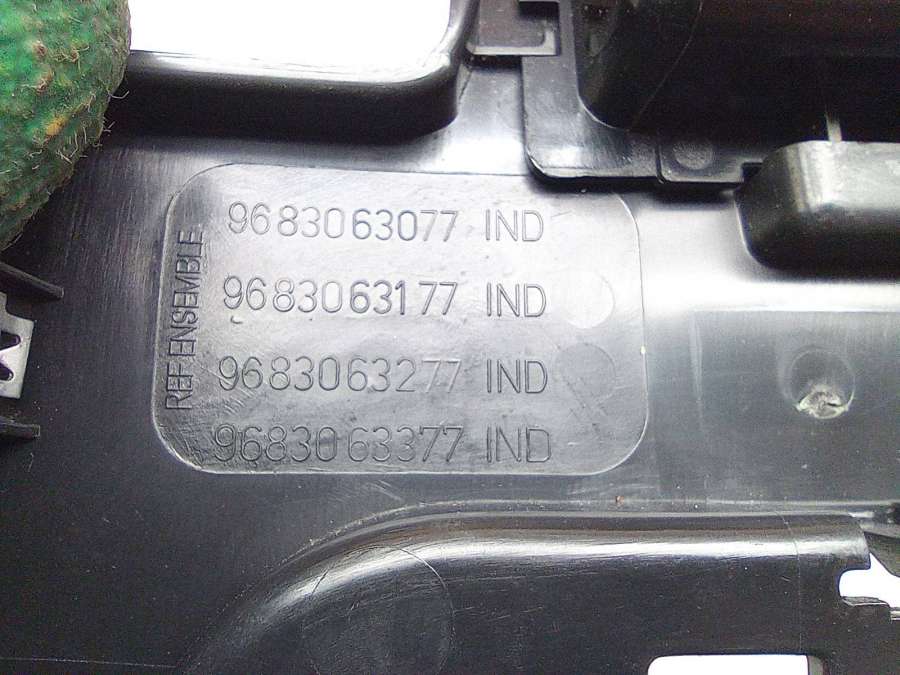 REF ENSEMBLE
9683063077 IND
9683063177 IND
9683063277 IND
9683063377 IND